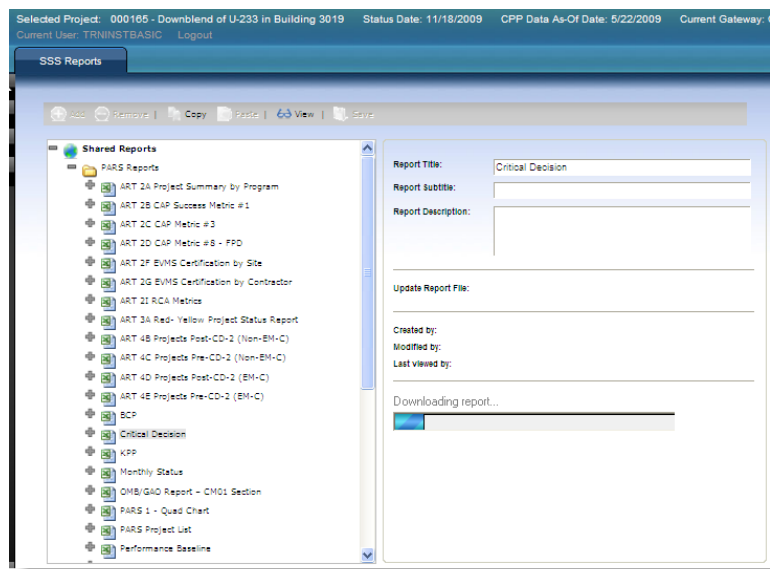 Selected Project: 000165 - Downblend of U-233 in Building 3019 Status Date: 11/18/2009 CPP Data As-Of Date: 5/22/2009 Current Gateway:
Current User: TRNINSTBASIC Logout
SSS Reports
Add Remove | Copy Paste | View | Save
Shared Reports
PARS Reports
ART 2A Project Summary by Program
ART 2B CAP Success Metric #1
ART 2C CAP Metric #3
ART 2D CAP Metric #8 - FPD
ART 2F EVMS Certification by Site
ART 2G EVMS Certification by Contractor
ART 2I RCA Metrics
ART 3A Red- Yellow Project Status Report
ART 4B Projects Post-CD-2 (Non-EM-C)
ART 4C Projects Pre-CD-2 (Non-EM-C)
ART 4D Projects Post-CD-2 (EM-C)
ART 4E Projects Pre-CD-2 (EM-C)
BCP
Critical Decision
KPP
Monthly Status
OMB/GAO Report – CM01 Section
PARS 1 - Quad Chart
PARS Project List
Performance Baseline
Report Title: Critical Decision
Report Subtitle:
Report Description:
Update Report File:
Created by:
Modified by:
Last viewed by:
Downloading report...